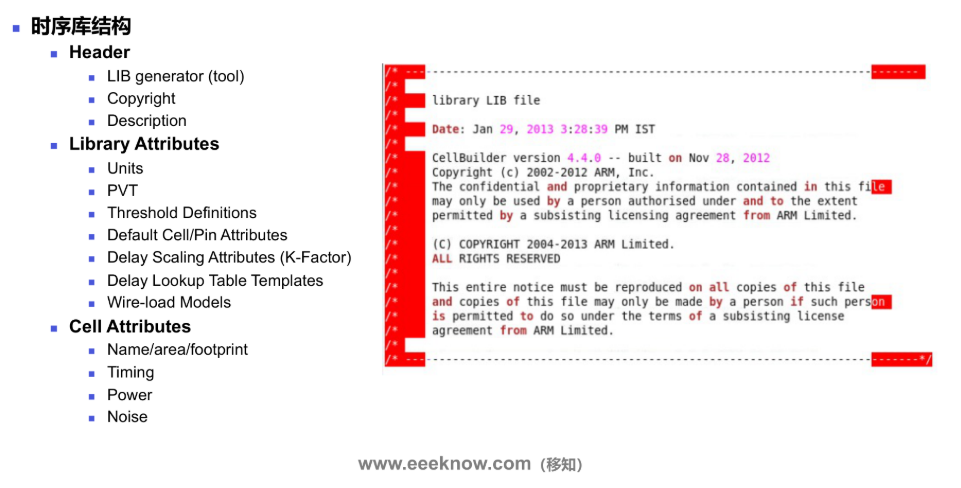 时序库结构
Header
LIB generator (tool)
Copyright
Description
Library Attributes
Units
PVT
Threshold Definitions
Default Cell/Pin Attributes
Delay Scaling Attributes (K-Factor)
Delay Lookup Table Templates
Wire-load Models
Cell Attributes
Name/area/footprint
Timing
Power
Noise
/* -----------------------------------------------------------------------
/*
/* library LIB file
/*
/* Date: Jan 29, 2013 3:28:39 PM IST
/*
/* CellBuilder version 4.4.0 -- built on Nov 28, 2012
/* Copyright (c) 2002-2012 ARM, Inc.
/* The confidential and proprietary information contained in this file
/* may only be used by a person authorised under and to the extent
/* permitted by a subsisting licensing agreement from ARM Limited.
/*
/* (C) COPYRIGHT 2004-2013 ARM Limited.
/* ALL RIGHTS RESERVED
/*
/* This entire notice must be reproduced on all copies of this file
/* and copies of this file may only be made by a person if such person
/* is permitted to do so under the terms of a subsisting license
/* agreement from ARM Limited.
/*
/* -----------------------------------------------------------------------*/
www.eeeknow.com（移知）